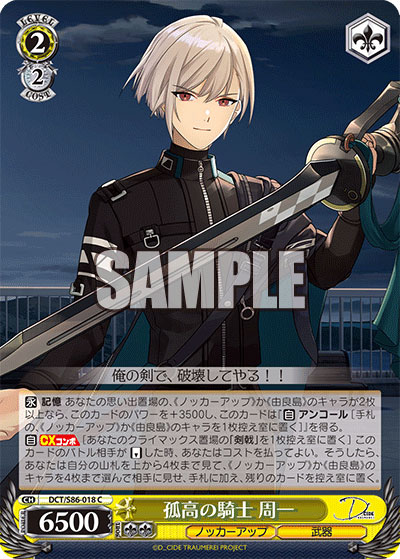 LEVEL
2
2
COST
SAMPLE
俺の剣で、破壊してやる！！
永 記憶 あなたの思い出置場の、《ノッカーアップ》か《由良島》のキャラが2枚
以上なら、このカードのパワーを＋3500し、このカードは【自 アンコール ［手札
の、《ノッカーアップ》か《由良島》のキャラを1枚控え室に置く］】を得る。
自 CXコンボ ［あなたのクライマックス置場の「剣戟」を1枚控え室に置く］ この
カードのバトル相手が した時、あなたはコストを払ってよい。そうしたら、
あなたは自分の山札を上から4枚まで見て、《ノッカーアップ》か《由良島》の
キャラを4枚まで選んで相手に見せ、手札に加え、残りのカードを控え室に置く。
CH DCT/S86-018 C
POWER
6500
SOUL
孤高の騎士 周一
ノッカーアップ
武器
D_CIDE
©D_CIDE TRAUMEREI PROJECT